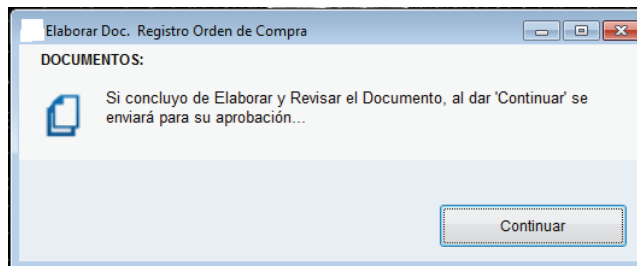 Elaborar Doc.  Registro Orden de Compra
DOCUMENTOS:
Si concluyo de Elaborar y Revisar el Documento, al dar 'Continuar' se
enviará para su aprobación...
Continuar